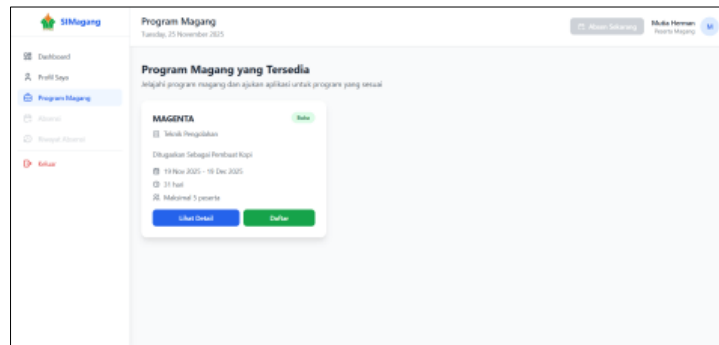 SIMagang
Program Magang
Tuesday, 25 November 2025
Absen Sekarang
Mutia Herman
Peserta Magang
M
Dashboard
Profil Saya
Program Magang
Absensi
Riwayat Absensi
Keluar
Program Magang yang Tersedia
Jelajahi program magang dan ajukan aplikasi untuk program yang sesuai
MAGENTA
Buka
Teknik Pengolahan
Ditugaskan Sebagai Pembuat Kopi
19 Nov 2025 - 19 Dec 2025
31 hari
Maksimal 5 peserta
Lihat Detail
Daftar